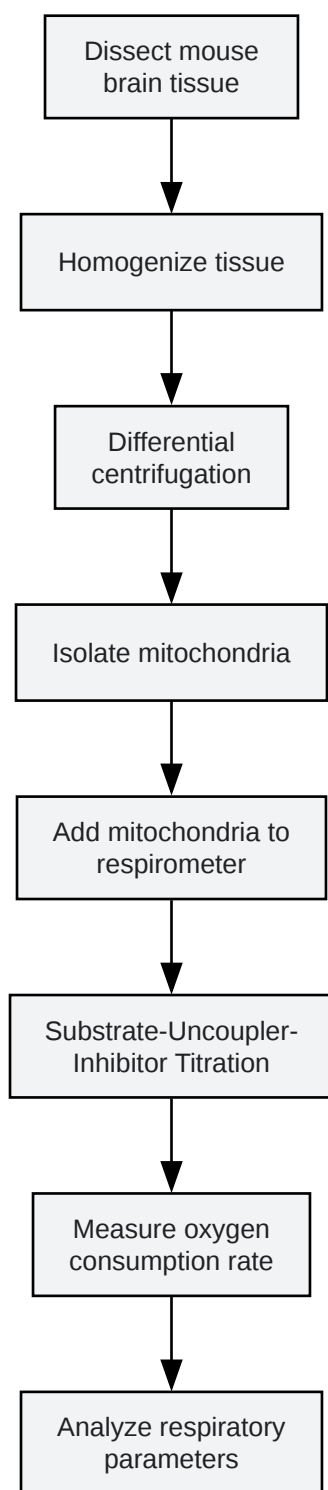 Dissect mouse
brain tissue
Homogenize tissue
Differential
centrifugation
Isolate mitochondria
Add mitochondria to
respirometer
Substrate-Uncoupler-
Inhibitor Titration
Measure oxygen
consumption rate
Analyze respiratory
parameters